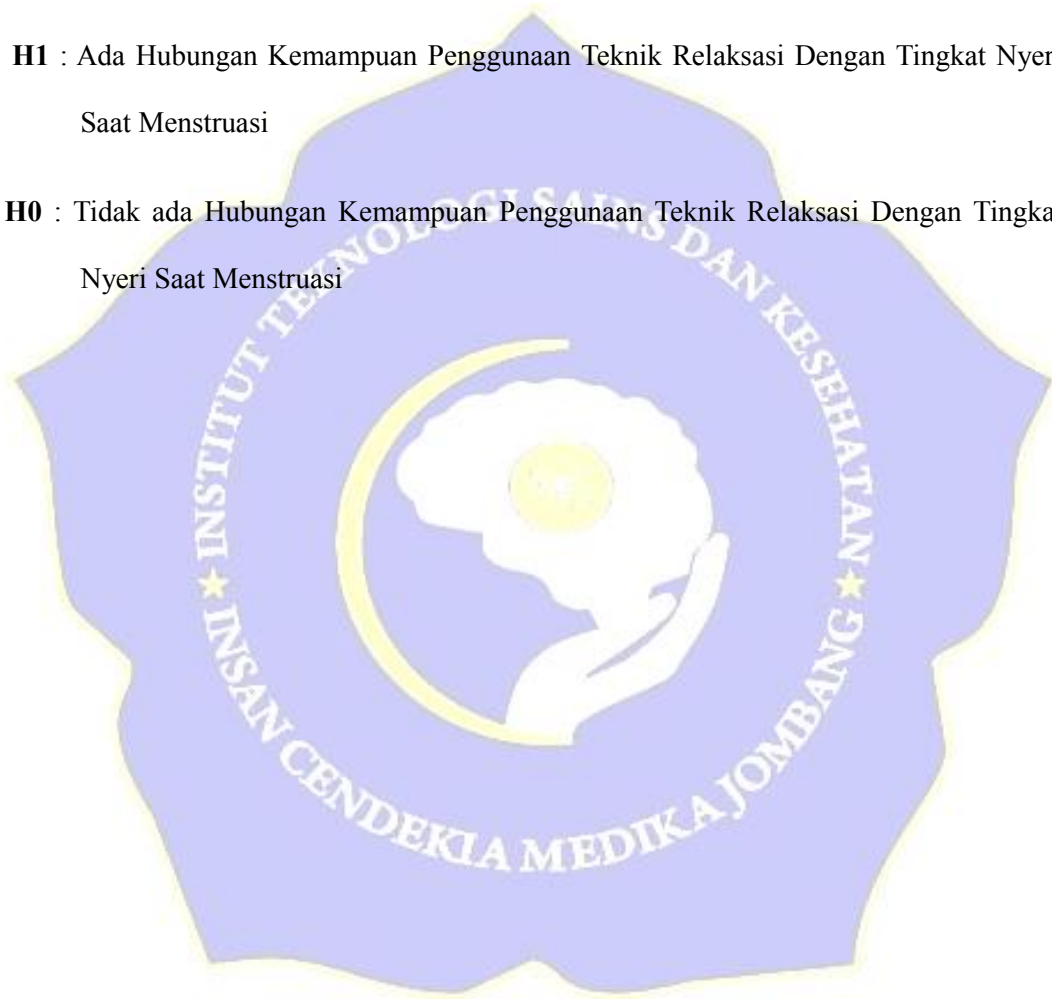 H1 : Ada Hubungan Kemampuan Penggunaan Teknik Relaksasi Dengan Tingkat Nyer
Saat Menstruasi
H0 : Tidak ada Hubungan Kemampuan Penggunaan Teknik Relaksasi Dengan Tingka
Nyeri Saat Menstruasi
INSTITUT TEKNOLOGI SAINS DAN KESEHATAN
INSAN CENDEKIA MEDIKA JOMBANG